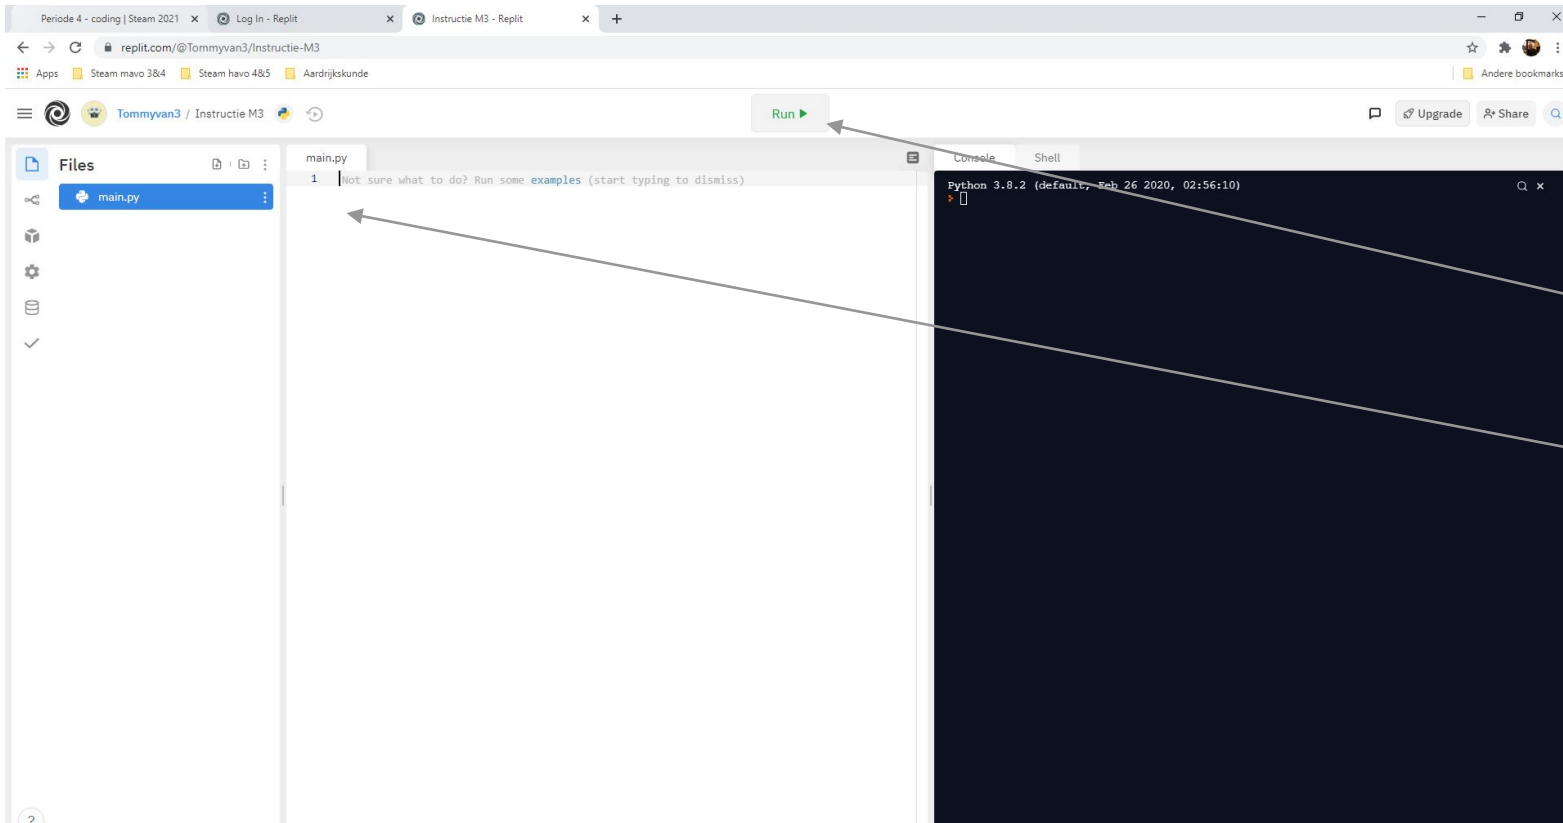 Periode 4 - coding | Steam 2021
Log In - Replit
Instructie M3 - Replit
replit.com/@Tommyvan3/Instructie-M3
Apps
Steam mavo 3&4
Steam havo 4&5
Aardrijkskunde
Andere bookmarks
Tommyvan3 / Instructie M3
Run
Upgrade
Share
Files
main.py
main.py
1 Not sure what to do? Run some examples (start typing to dismiss)
Console
Shell
Python 3.8.2 (default, Feb 26 2020, 02:56:10)
?